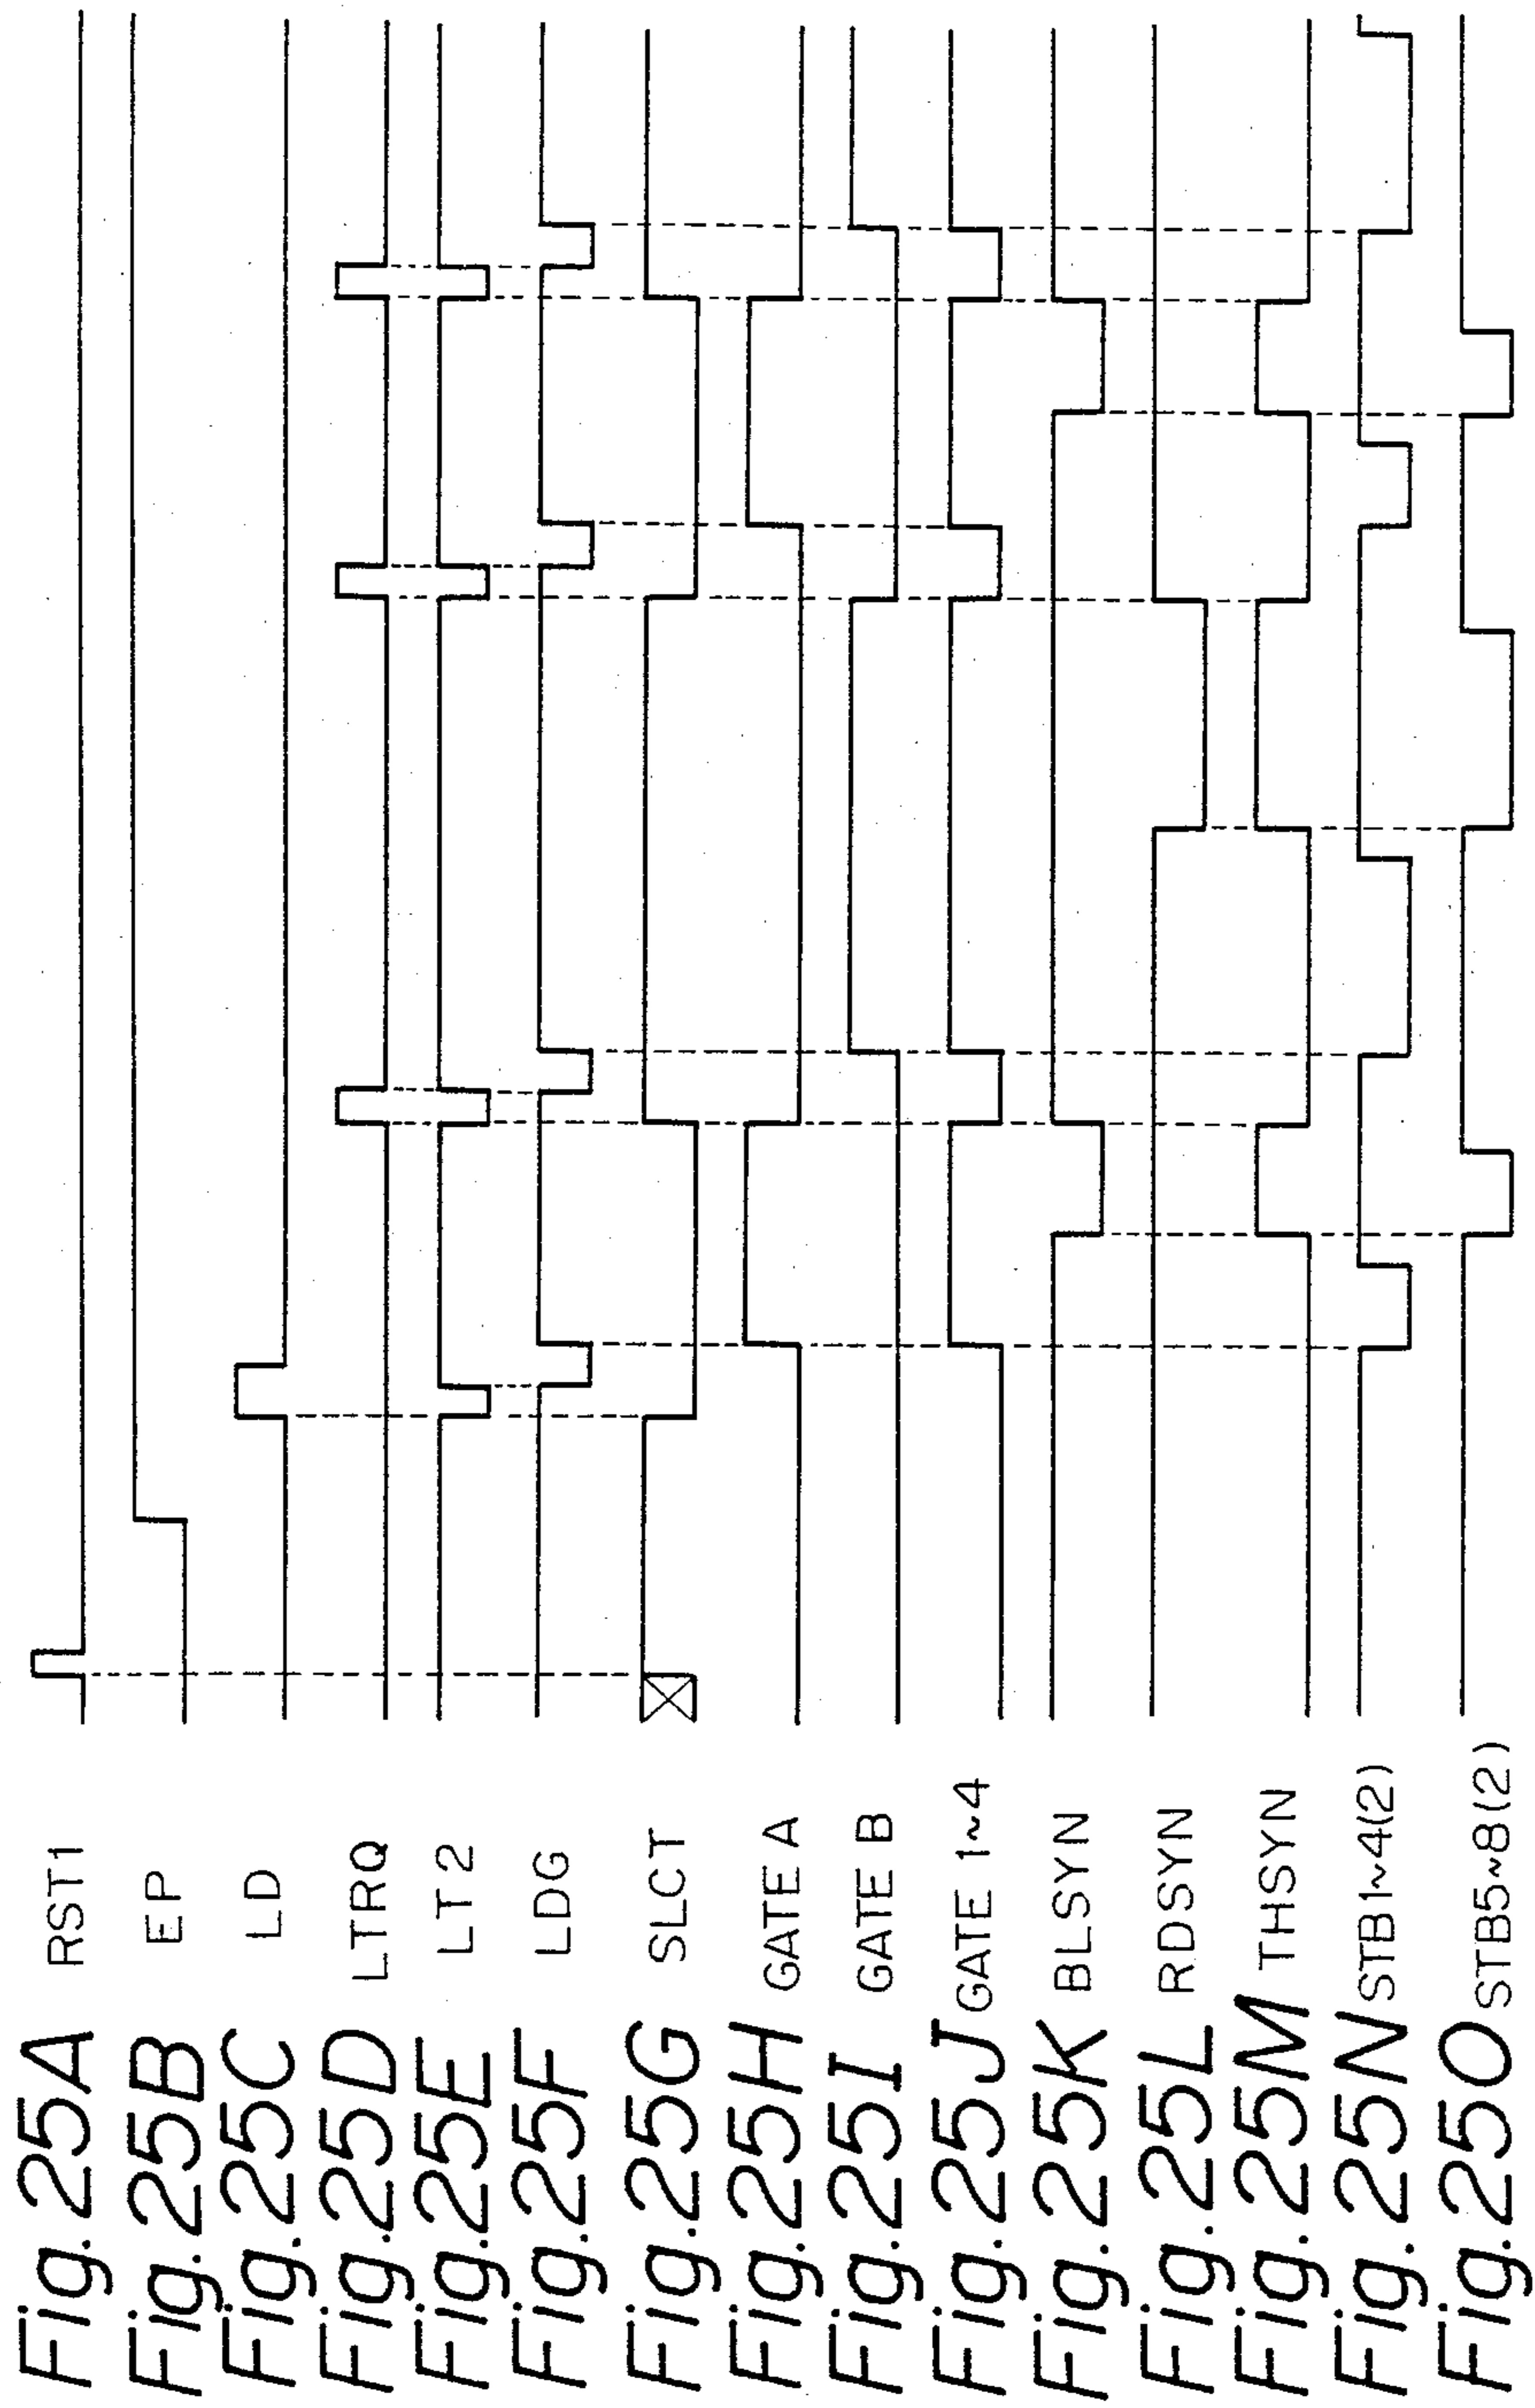 Fig. 25A RST1
Fig. 25B EP
Fig. 25C LD
Fig. 25D LTRQ
Fig. 25E LT2
Fig. 25F LDG
Fig. 25G SLCT
Fig. 25H GATE A
Fig. 25I GATE B
Fig. 25J GATE 1~4
Fig. 25K BLSYN
Fig. 25L RDSYN
Fig. 25M THSYN
Fig. 25N STB1~4(2)
Fig. 25O STB5~8(2)